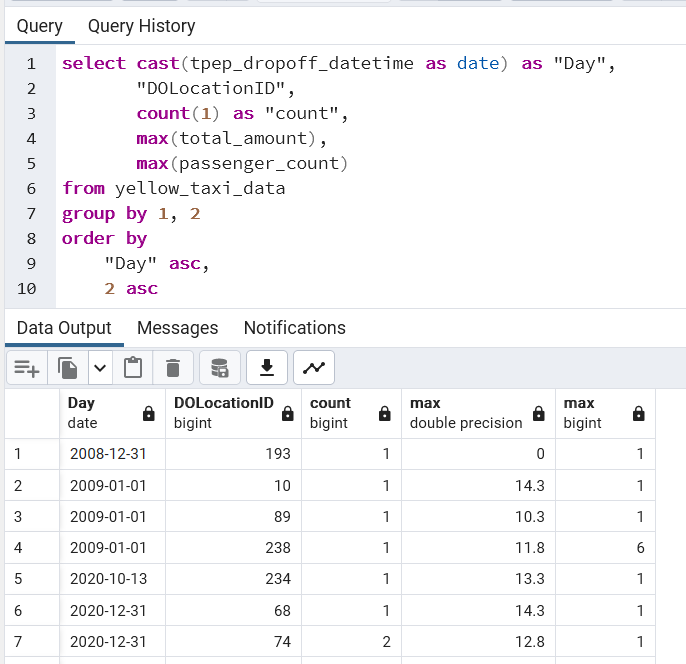 Query Query History
1 select cast(tpep_dropoff_datetime as date) as "Day",
2 "DOLocationID",
3 count(1) as "count",
4 max(total_amount),
5 max(passenger_count)
6 from yellow_taxi_data
7 group by 1, 2
8 order by
9 "Day" asc,
10 2 asc
Data Output Messages Notifications
Day DOLocationID count max max
date bigint bigint double precision bigint
1 2008-12-31 193 1 0 1
2 2009-01-01 10 1 14.3 1
3 2009-01-01 89 1 10.3 1
4 2009-01-01 238 1 11.8 6
5 2020-10-13 234 1 13.3 1
6 2020-12-31 68 1 14.3 1
7 2020-12-31 74 2 12.8 1